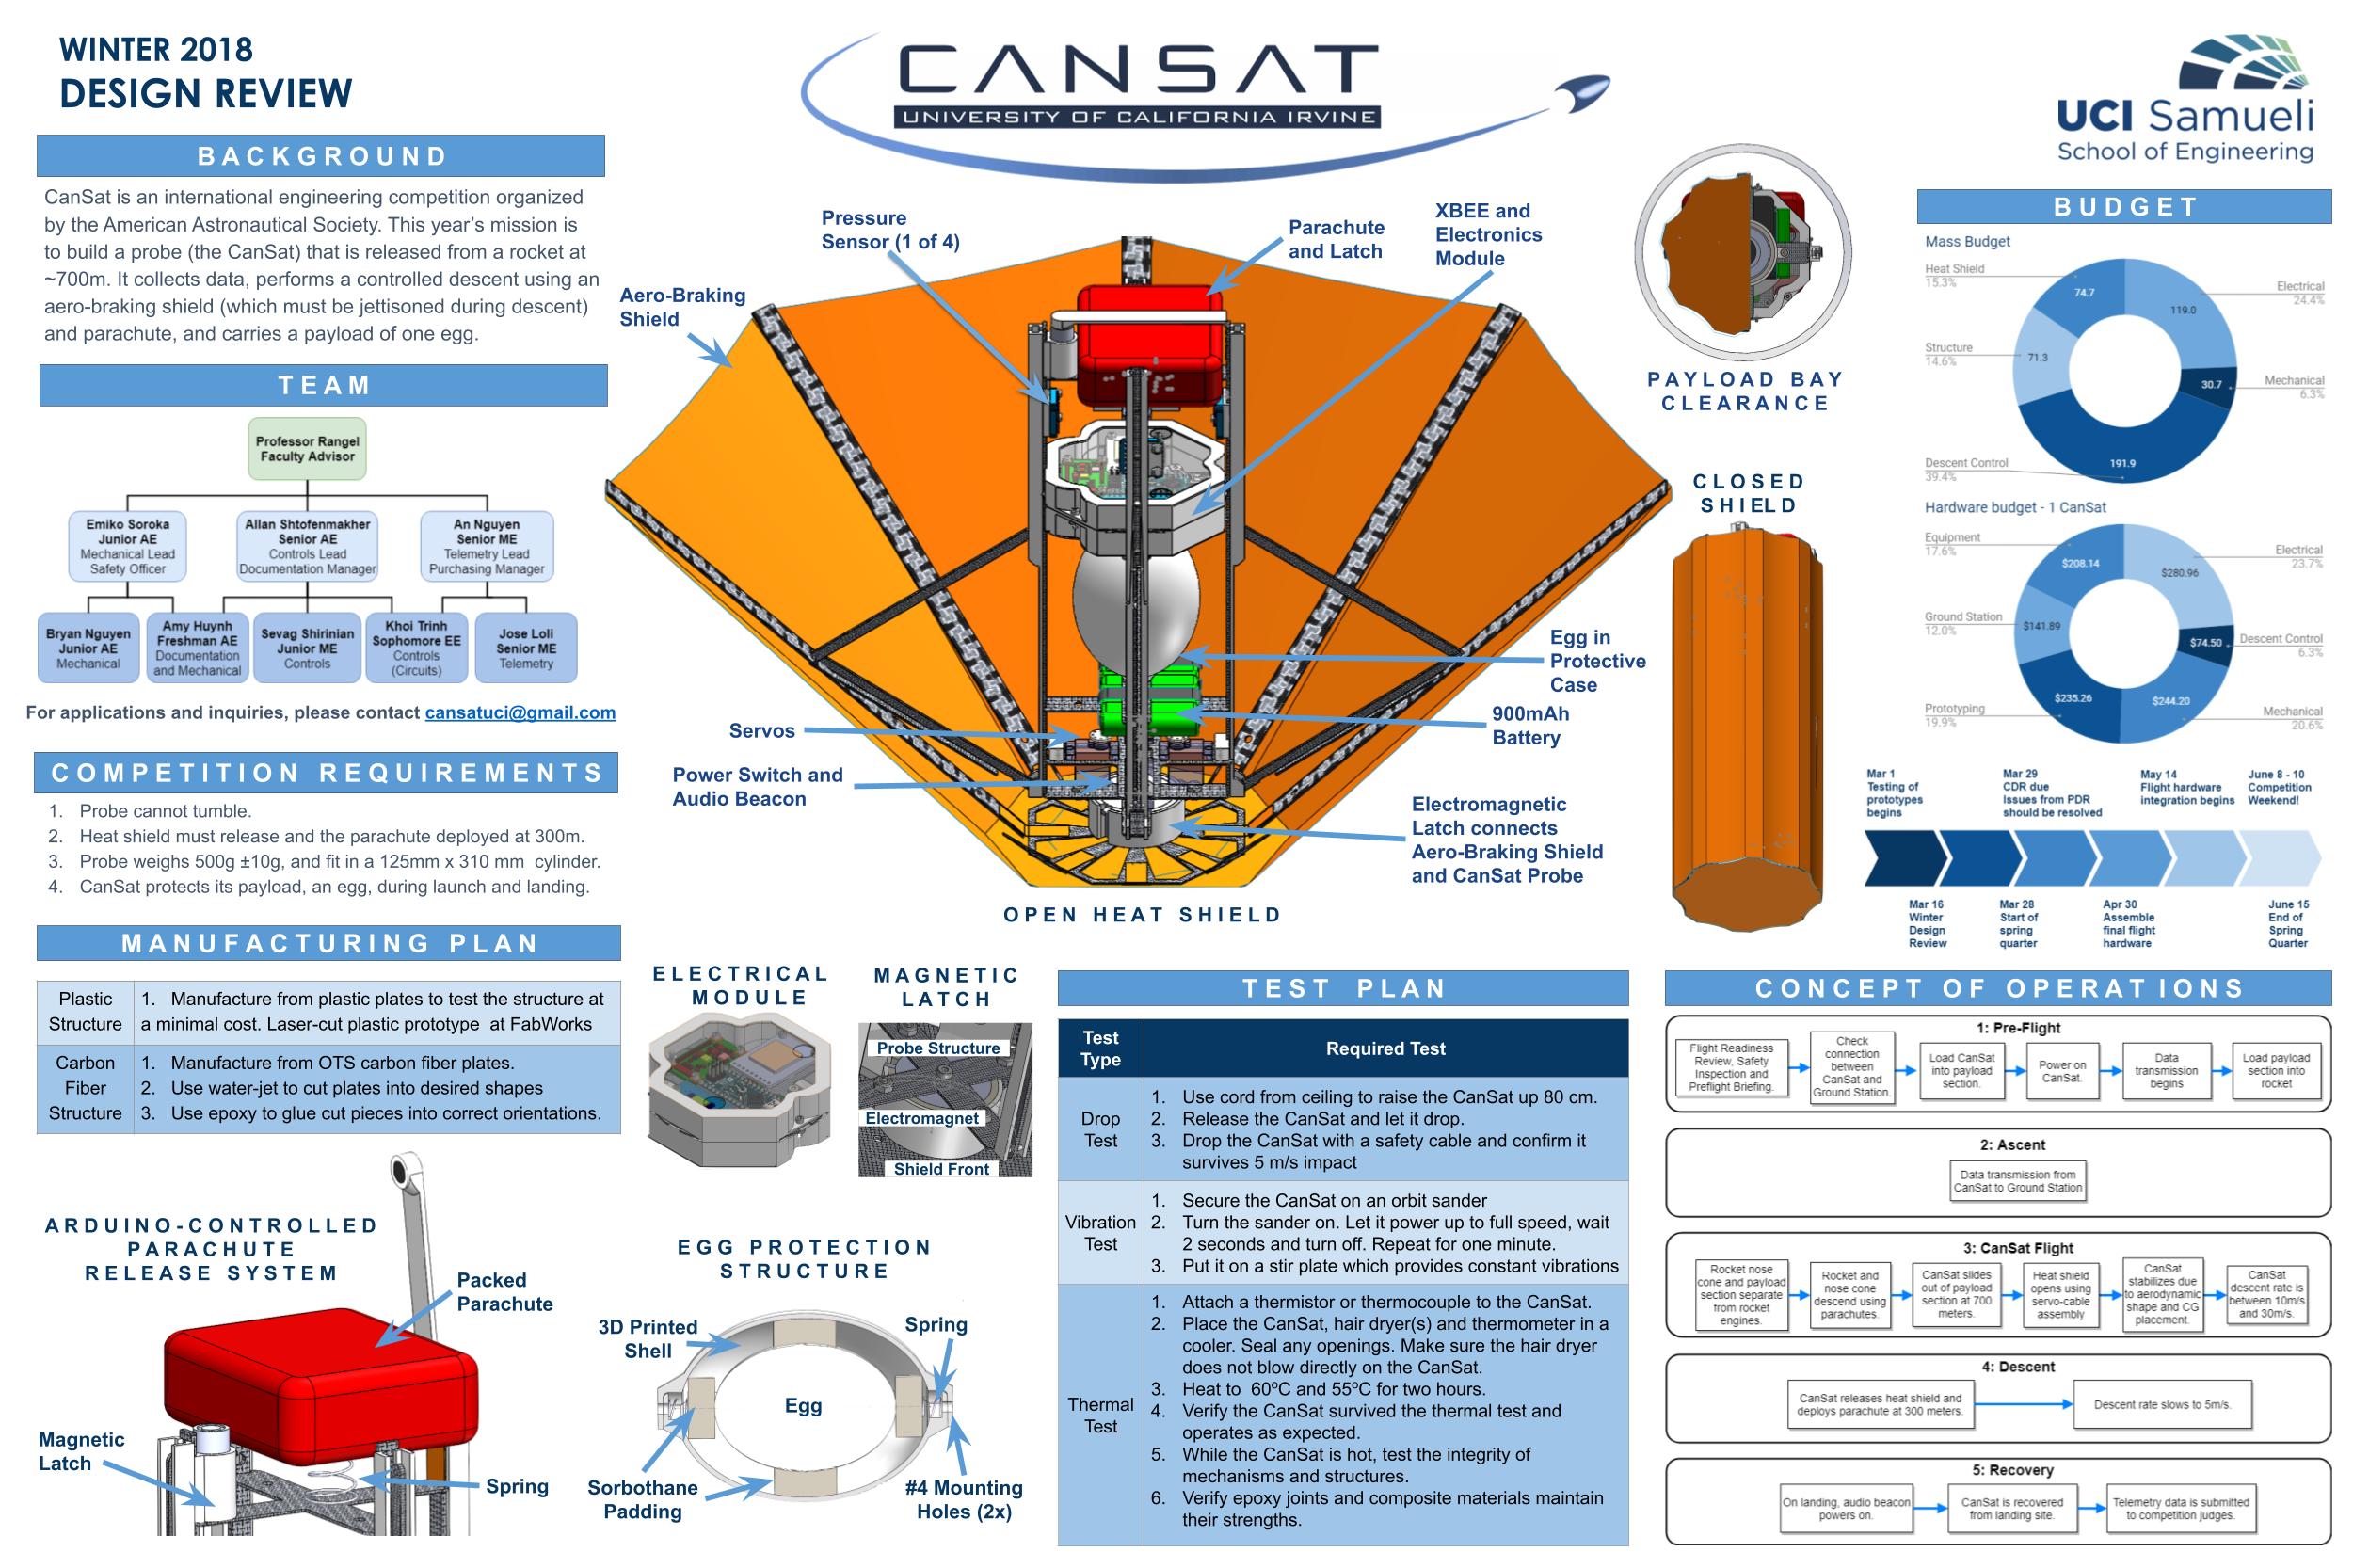 WINTER 2018
DESIGN REVIEW
CANSAT
UNIVERSITY OF CALIFORNIA IRVINE
UCI Samueli
School of Engineering
BACKGROUND
CanSat is an international engineering competition organized
by the American Astronautical Society. This year's mission is
to build a probe (the CanSat) that is released from a rocket at
~700m. It collects data, performs a controlled descent using an
aero-braking shield (which must be jettisoned during descent)
and parachute, and carries a payload of one egg.
TEAM
Professor Rangel
Faculty Advisor
Emiko Soroka
Junior AE
Mechanical Lead
Safety Officer
Allan Shtofenmakher
Senior AE
Controls Lead
Documentation Manager
An Nguyen
Senior ME
Telemetry Lead
Purchasing Manager
Bryan Nguyen
Junior AE
Mechanical
Amy Huynh
Freshman AE
Documentation
and Mechanical
Sevag Shirinian
Junior ME
Controls
Khoi Trinh
Sophomore EE
Controls
(Circuits)
Jose Loli
Senior ME
Telemetry
For applications and inquiries, please contact cansatuci@gmail.com
COMPETITION REQUIREMENTS
1. Probe cannot tumble.
2. Heat shield must release and the parachute deployed at 300m.
3. Probe weighs 500g ±10g, and fit in a 125mm x 310 mm cylinder.
4. CanSat protects its payload, an egg, during launch and landing.
MANUFACTURING PLAN
Plastic
Structure
1. Manufacture from plastic plates to test the structure at
a minimal cost. Laser-cut plastic prototype at FabWorks
Carbon
Fiber
Structure
1. Manufacture from OTS carbon fiber plates.
2. Use water-jet to cut plates into desired shapes
3. Use epoxy to glue cut pieces into correct orientations.
ARDUINO-CONTROLLED
PARACHUTE
RELEASE SYSTEM
Packed
Parachute
Magnetic
Latch
Spring
Pressure
Sensor (1 of 4)
Parachute
and Latch
XBEE and
Electronics
Module
Aero-Braking
Shield
Egg in
Protective
Case
900mAh
Battery
Servos
Power Switch and
Audio Beacon
Electromagnetic
Latch connects
Aero-Braking Shield
and CanSat Probe
OPEN HEAT SHIELD
PAYLOAD BAY
CLEARANCE
CLOSED
SHIELD
ELECTRICAL
MODULE
MAGNETIC
LATCH
Probe Structure
Electromagnet
Shield Front
EGG PROTECTION
STRUCTURE
3D Printed
Shell
Spring
Egg
Sorbothane
Padding
#4 Mounting
Holes (2x)
TEST PLAN
Test
Type
Required Test
Drop
Test
1. Use cord from ceiling to raise the CanSat up 80 cm.
2. Release the CanSat and let it drop.
3. Drop the CanSat with a safety cable and confirm it
survives 5 m/s impact
Vibration
Test
1. Secure the CanSat on an orbit sander
2. Turn the sander on. Let it power up to full speed, wait
2 seconds and turn off. Repeat for one minute.
3. Put it on a stir plate which provides constant vibrations
Thermal
Test
1. Attach a thermistor or thermocouple to the CanSat.
2. Place the CanSat, hair dryer(s) and thermometer in a
cooler. Seal any openings. Make sure the hair dryer
does not blow directly on the CanSat.
3. Heat to 60ºC and 55ºC for two hours.
4. Verify the CanSat survived the thermal test and
operates as expected.
5. While the CanSat is hot, test the integrity of
mechanisms and structures.
6. Verify epoxy joints and composite materials maintain
their strengths.
BUDGET
Mass Budget
Heat Shield
15.3%
74.7
Electrical
24.4%
119.0
Structure
14.6%
71.3
Mechanical
6.3%
30.7
Descent Control
39.4%
191.9
Hardware budget - 1 CanSat
Equipment
17.6%
$208.14
Electrical
23.7%
$280.96
Ground Station
12.0%
$141.89
Descent Control
6.3%
$74.50
Prototyping
19.9%
$235.26
Mechanical
20.6%
$244.20
Mar 1
Testing of
prototypes
begins
Mar 29
CDR due
Issues from PDR
should be resolved
May 14
Flight hardware
integration begins
June 8 - 10
Competition
Weekend!
Mar 16
Winter
Design
Review
Mar 28
Start of
spring
quarter
Apr 30
Assemble
final flight
hardware
June 15
End of
Spring
Quarter
CONCEPT OF OPERATIONS
1: Pre-Flight
Flight Readiness
Review, Safety
Inspection and
Preflight Briefing.
Check
connection
between
CanSat and
Ground Station.
Load CanSat
into payload
section.
Power on
CanSat.
Data
transmission
begins
Load payload
section into
rocket
2: Ascent
Data transmission from
CanSat to Ground Station
3: CanSat Flight
Rocket nose
cone and payload
section separate
from rocket
engines.
Rocket and
nose cone
descend using
parachutes.
CanSat slides
out of payload
section at 700
meters.
Heat shield
opens using
servo-cable
assembly
CanSat
stabilizes due
to aerodynamic
shape and CG
placement.
CanSat
descent rate is
between 10m/s
and 30m/s.
4: Descent
CanSat releases heat shield and
deploys parachute at 300 meters.
Descent rate slows to 5m/s.
5: Recovery
On landing, audio beacon
powers on.
CanSat is recovered
from landing site.
Telemetry data is submitted
to competition judges.